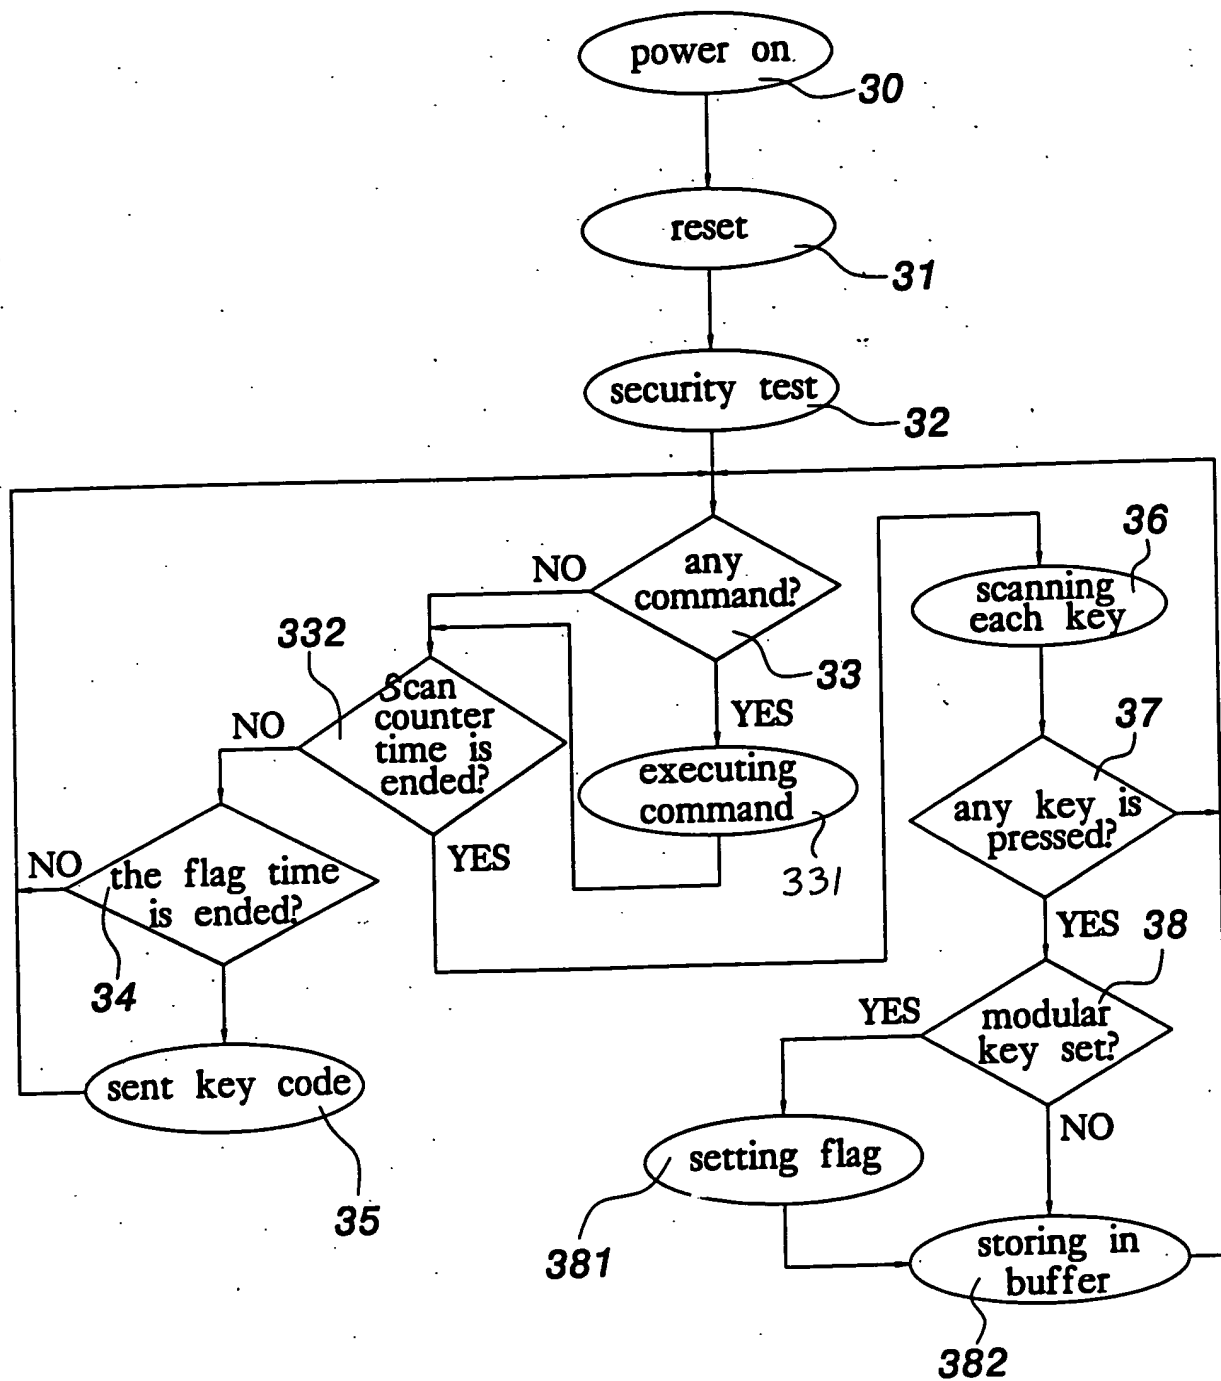 power on
30
reset
31
security test
32
NO
any
command?
33
YES
executing
command
331
332
Scan
counter
time is
ended?
NO
YES
NO
the flag time
is ended?
34
sent key code
35
36
scanning
each key
37
any key is
pressed?
YES
38
YES
modular
key set?
NO
setting flag
381
storing in
buffer
382